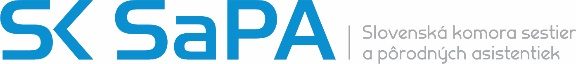 SK SaPA
Slovenská komora sestier
a pôrodných asistentiek